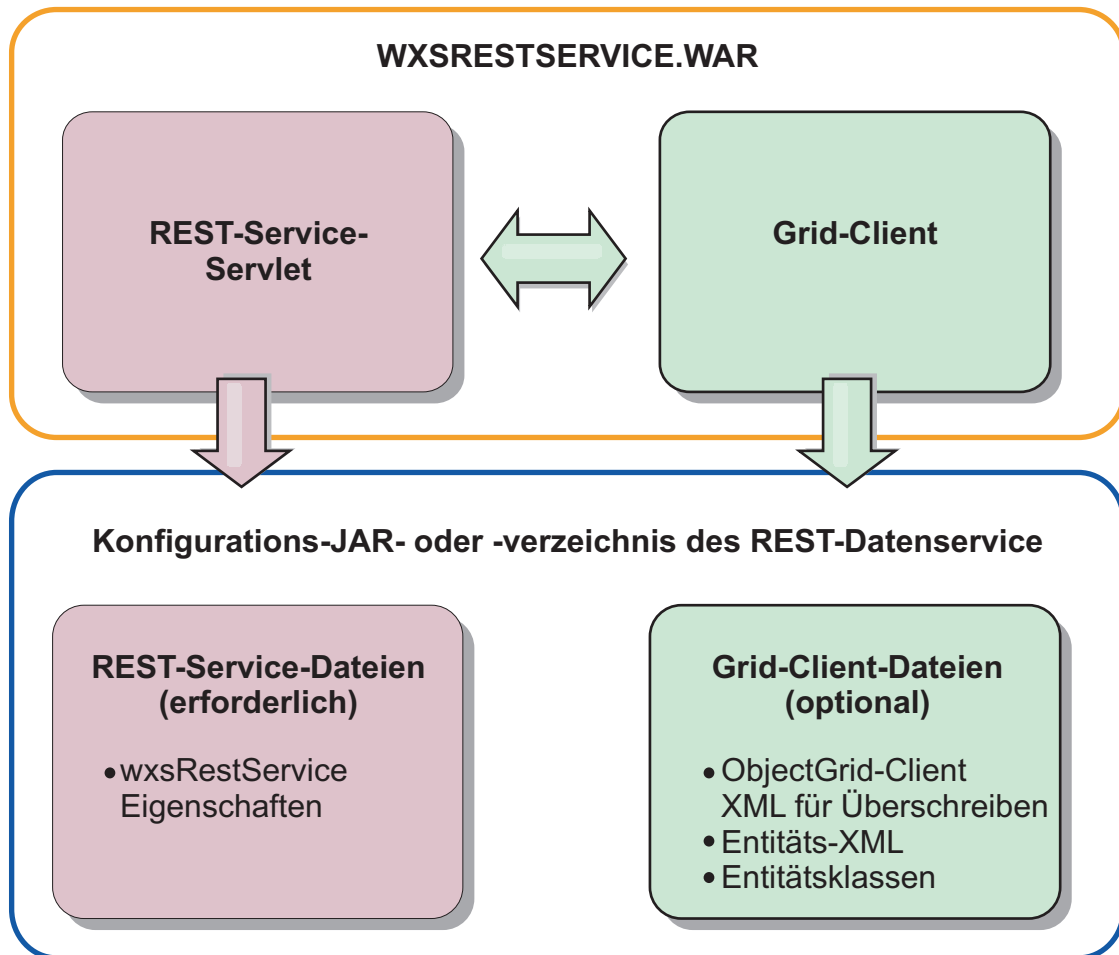 WXSRESTSERVICE.WAR
REST-Service-
Servlet
Grid-Client
Konfigurations-JAR- oder -verzeichnis des REST-Datenservice
REST-Service-Dateien
(erforderlich)
• wxsRestService
Eigenschaften
Grid-Client-Dateien
(optional)
• ObjectGrid-Client
XML für Überschreiben
• Entitäts-XML
• Entitätsklassen